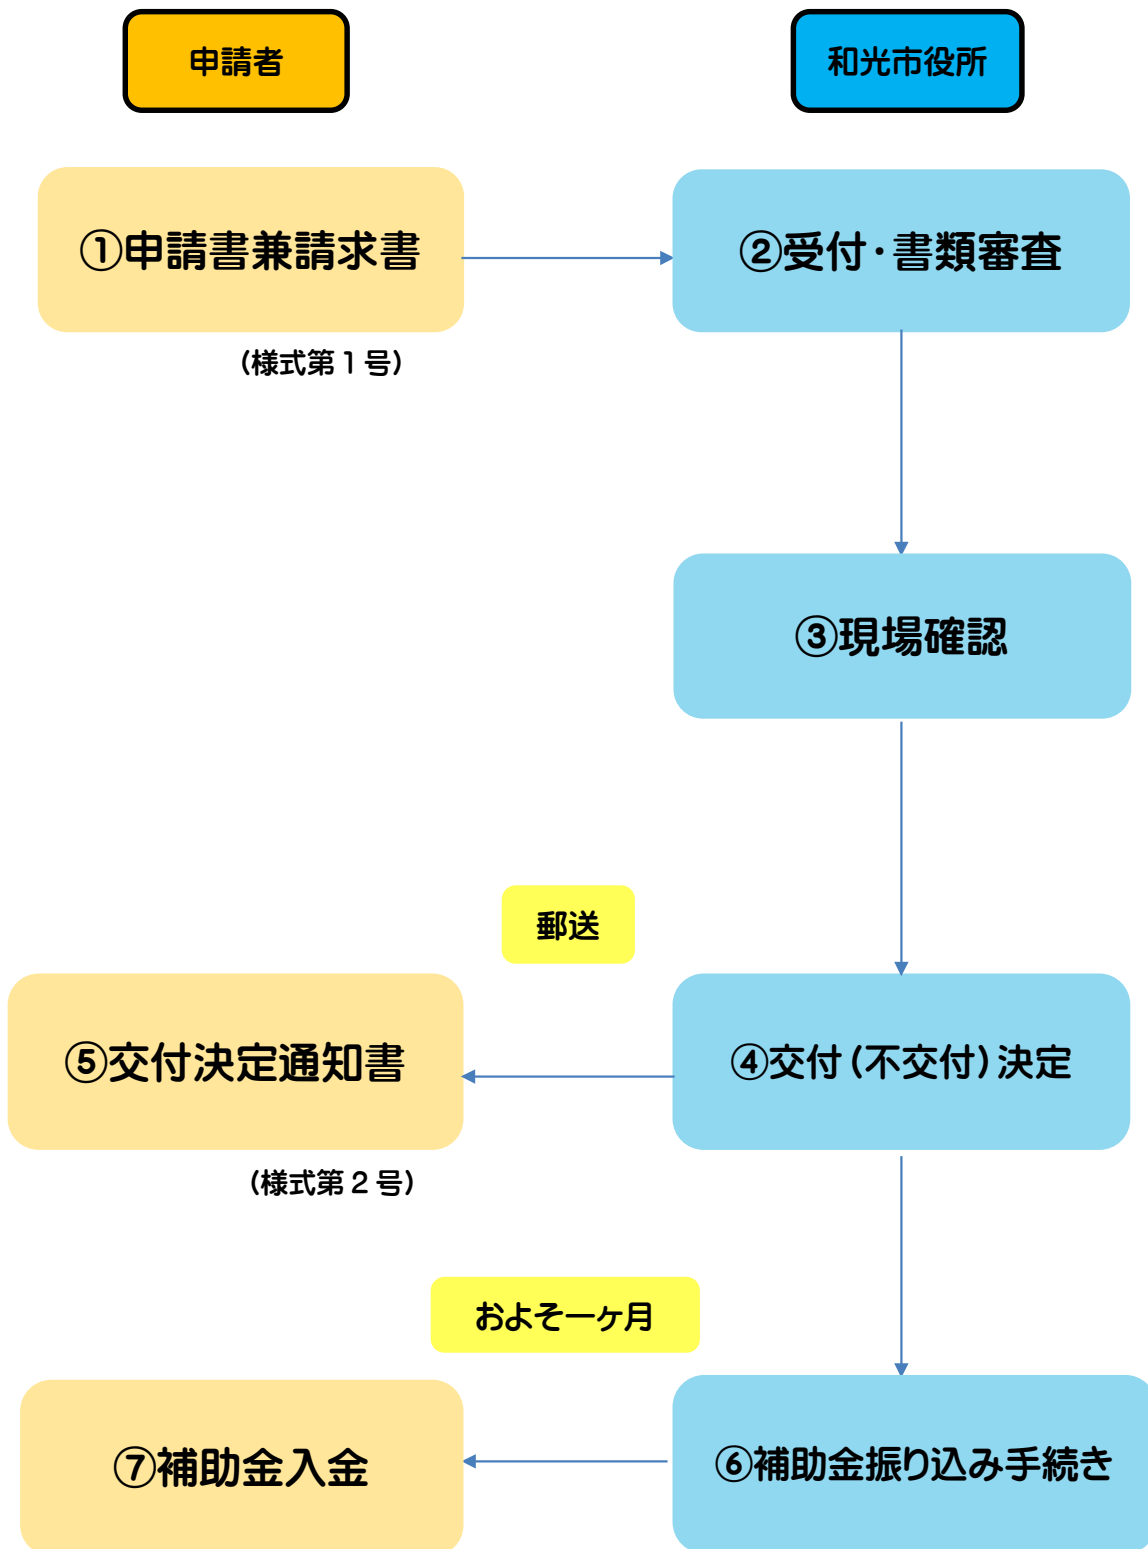 申請者
和光市役所
①申請書兼請求書
②受付・書類審査
(様式第1号)
③現場確認
郵送
⑤交付決定通知書
④交付(不交付)決定
(様式第2号)
およそ一ヶ月
⑦補助金入金
⑥補助金振り込み手続き